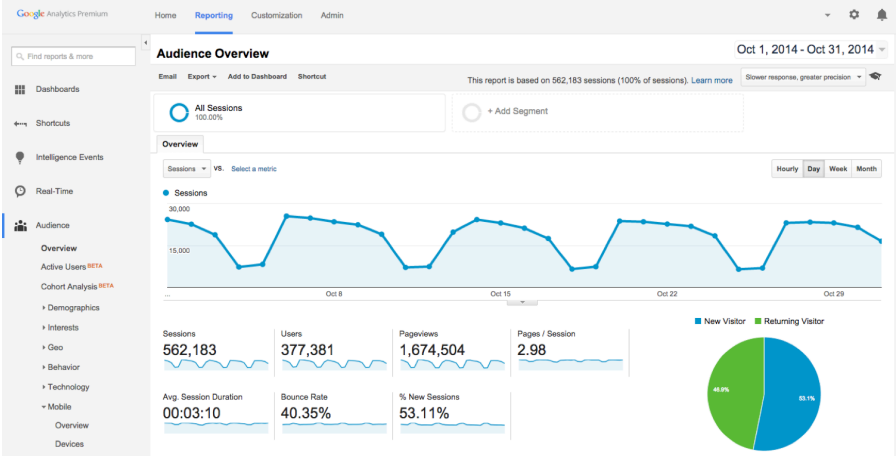 Google Analytics Premium
Home Reporting Customization Admin
Find reports & more
Audience Overview
Oct 1, 2014 - Oct 31, 2014
Email Export Add to Dashboard Shortcut
This report is based on 562,183 sessions (100% of sessions). Learn more
Slower response, greater precision
Dashboards
Shortcuts
Intelligence Events
Real-Time
Audience
Overview
Active Users BETA
Cohort Analysis BETA
Demographics
Interests
Geo
Behavior
Technology
Mobile
Overview
Devices
All Sessions
100.00%
+ Add Segment
Overview
Sessions VS. Select a metric
Hourly Day Week Month
Sessions
30,000
15,000
... Oct 8 Oct 15 Oct 22 Oct 29
Sessions
562,183
Users
377,381
Pageviews
1,674,504
Pages / Session
2.98
Avg. Session Duration
00:03:10
Bounce Rate
40.35%
% New Sessions
53.11%
New Visitor Returning Visitor
46.9%
53.1%